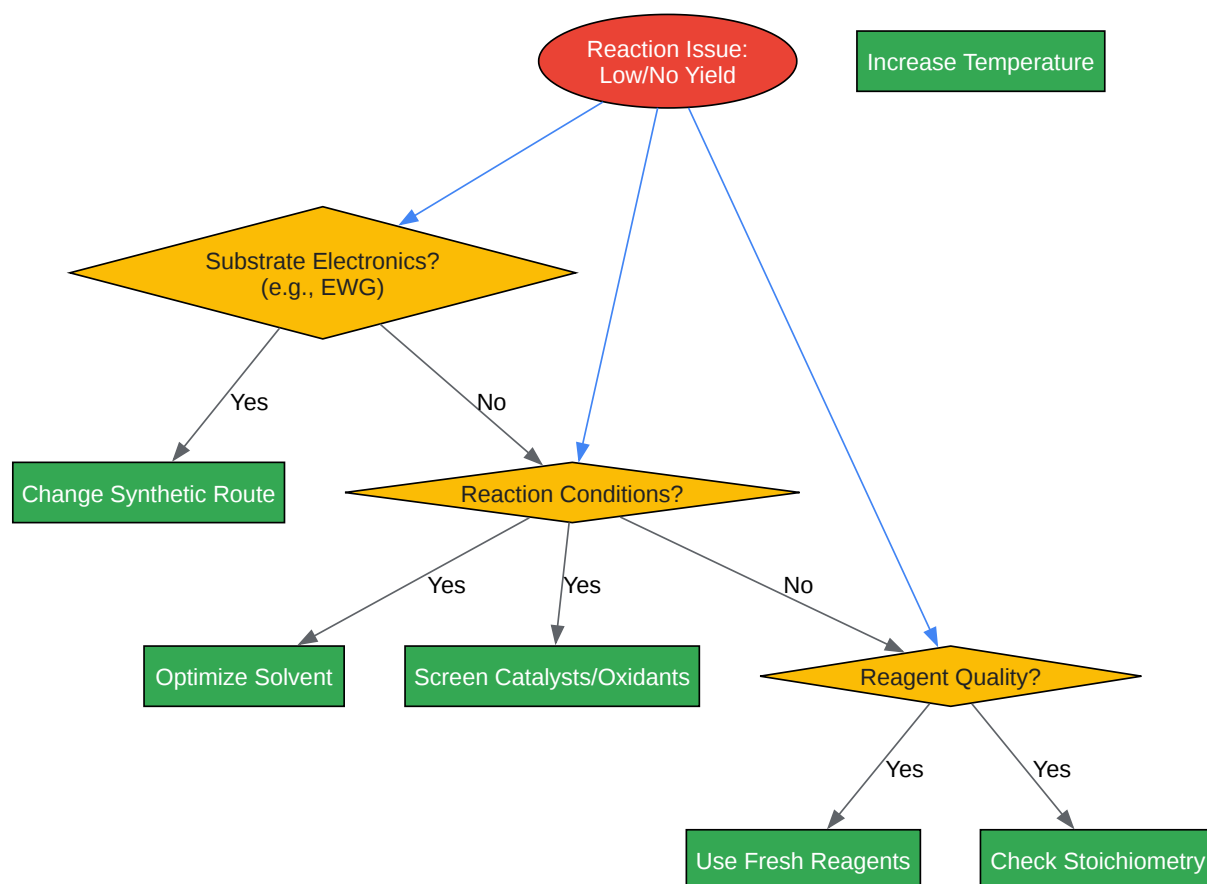 Reaction Issue:
Low/No Yield
Increase Temperature
Substrate Electronics?
(e.g., EWG)
Yes
No
Change Synthetic Route
Reaction Conditions?
Yes
Yes
No
Optimize Solvent
Screen Catalysts/Oxidants
Reagent Quality?
Yes
Yes
Use Fresh Reagents
Check Stoichiometry